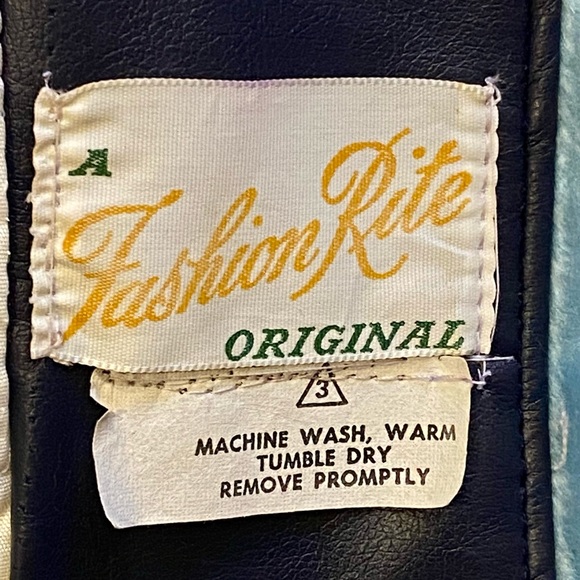 A
Fashion Rite
ORIGINAL
3
MACHINE WASH, WARM
TUMBLE DRY
REMOVE PROMPTLY